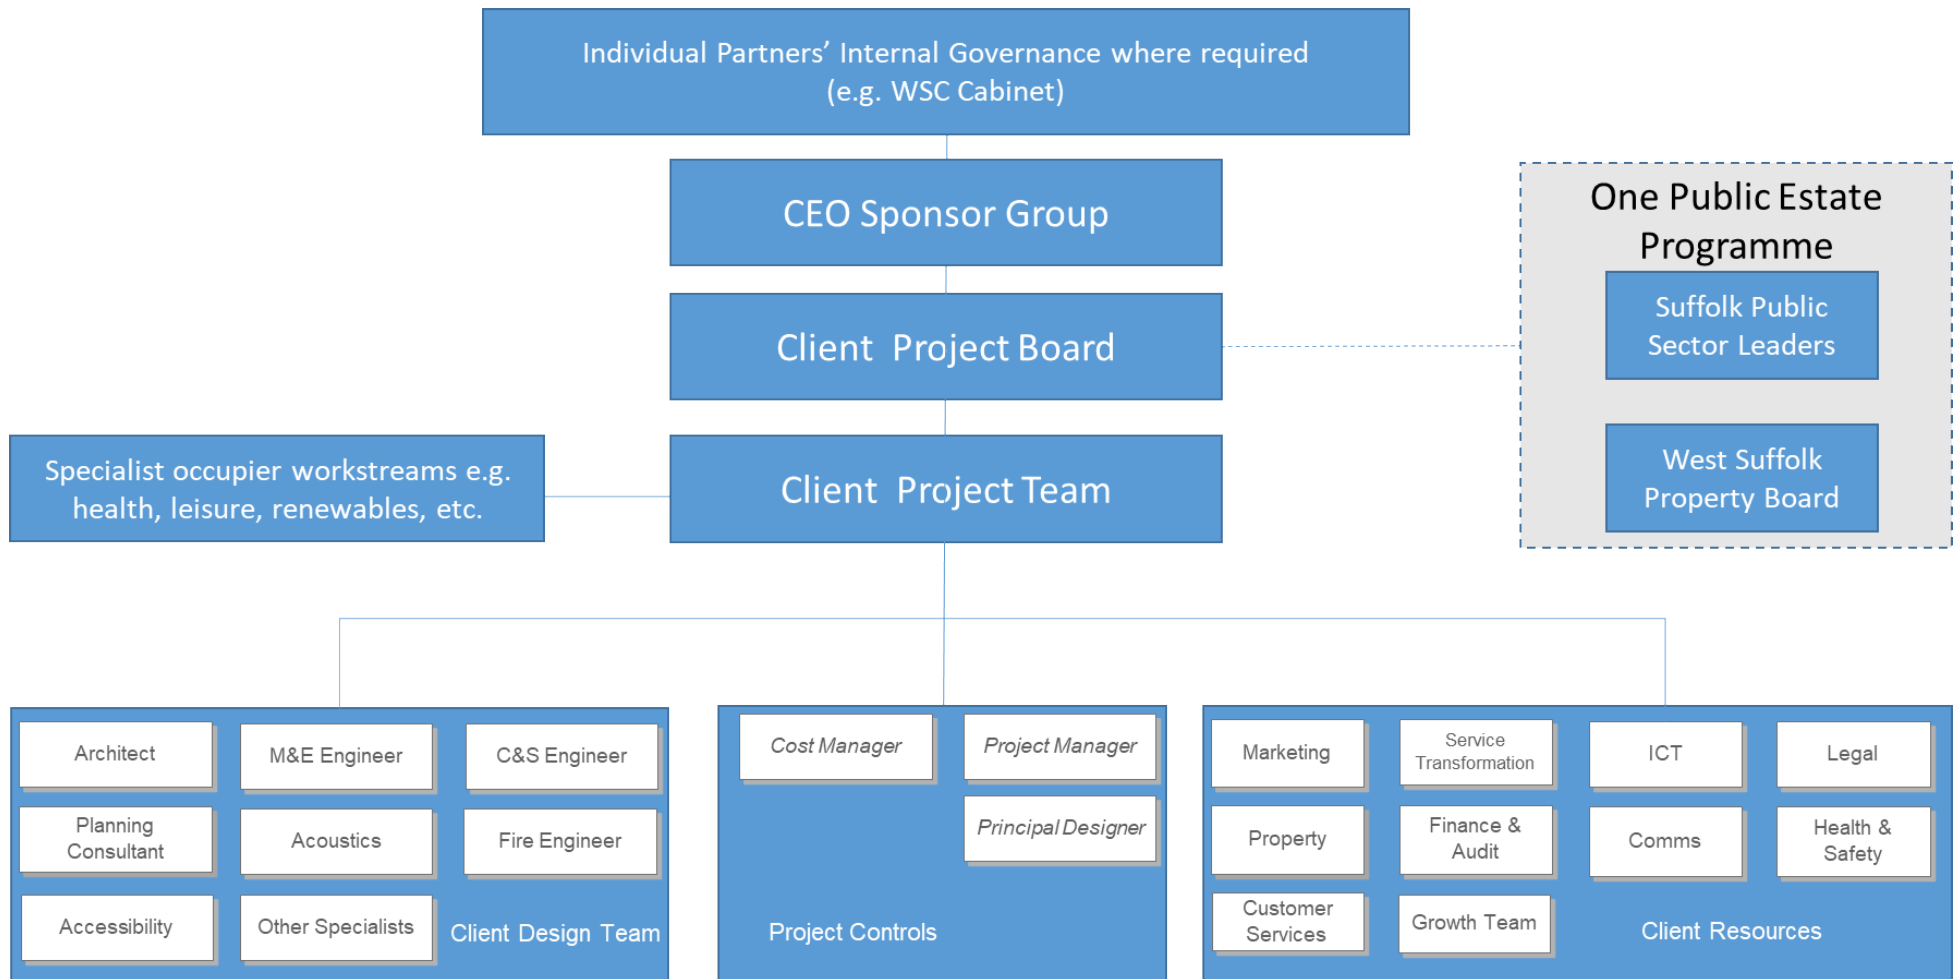 Individual Partners’ Internal Governance where required
(e.g. WSC Cabinet)
CEO Sponsor Group
One Public Estate
Programme
Suffolk Public
Sector Leaders
Client Project Board
West Suffolk
Property Board
Specialist occupier workstreams e.g.
health, leisure, renewables, etc.
Client Project Team
Architect
M&E Engineer
C&S Engineer
Planning
Consultant
Acoustics
Fire Engineer
Accessibility
Other Specialists
Client Design Team
Cost Manager
Project Manager
Principal Designer
Project Controls
Marketing
Service
Transformation
ICT
Legal
Property
Finance &
Audit
Comms
Health &
Safety
Customer
Services
Growth Team
Client Resources